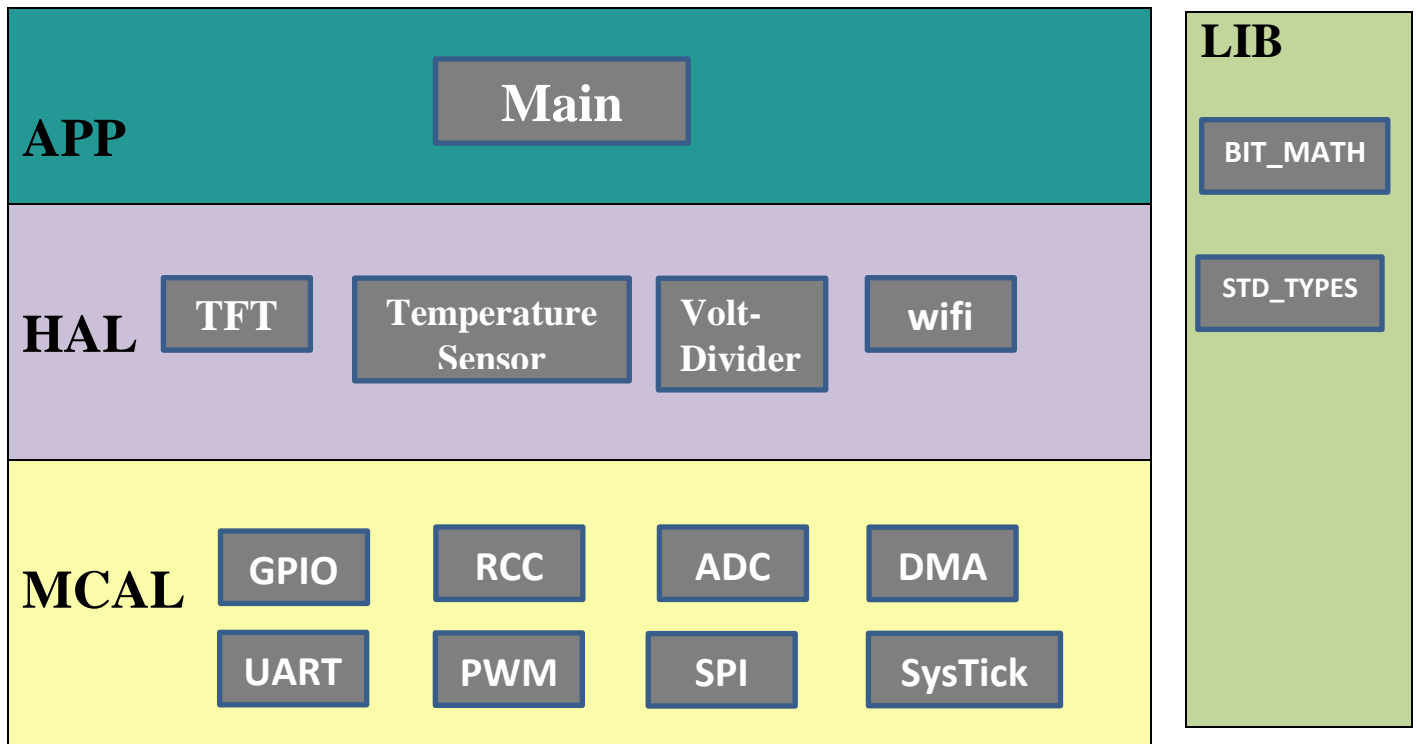 APP
Main
HAL
TFT
Temperature
Sensor
Volt-
Divider
wifi
MCAL
GPIO
RCC
ADC
DMA
UART
PWM
SPI
SysTick
LIB
BIT_MATH
STD_TYPES